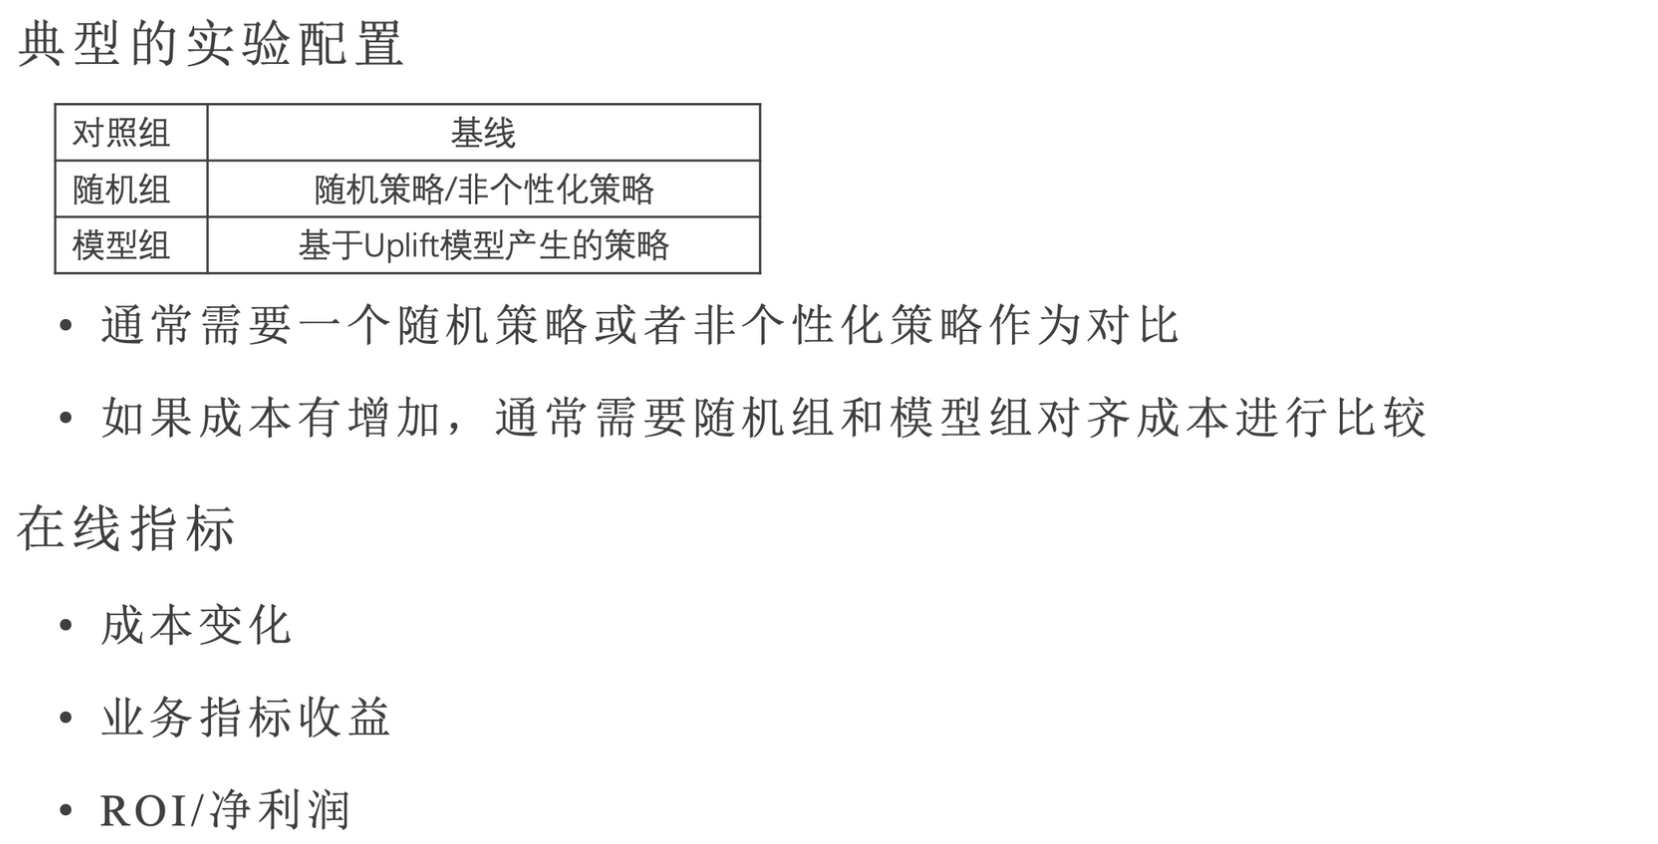 典型的实验配置
对照组 基线
随机组 随机策略/非个性化策略
模型组 基于Uplift模型产生的策略
• 通常需要一个随机策略或者非个性化策略作为对比
• 如果成本有增加，通常需要随机组和模型组对齐成本进行比较
在线指标
• 成本变化
• 业务指标收益
• ROI/净利润